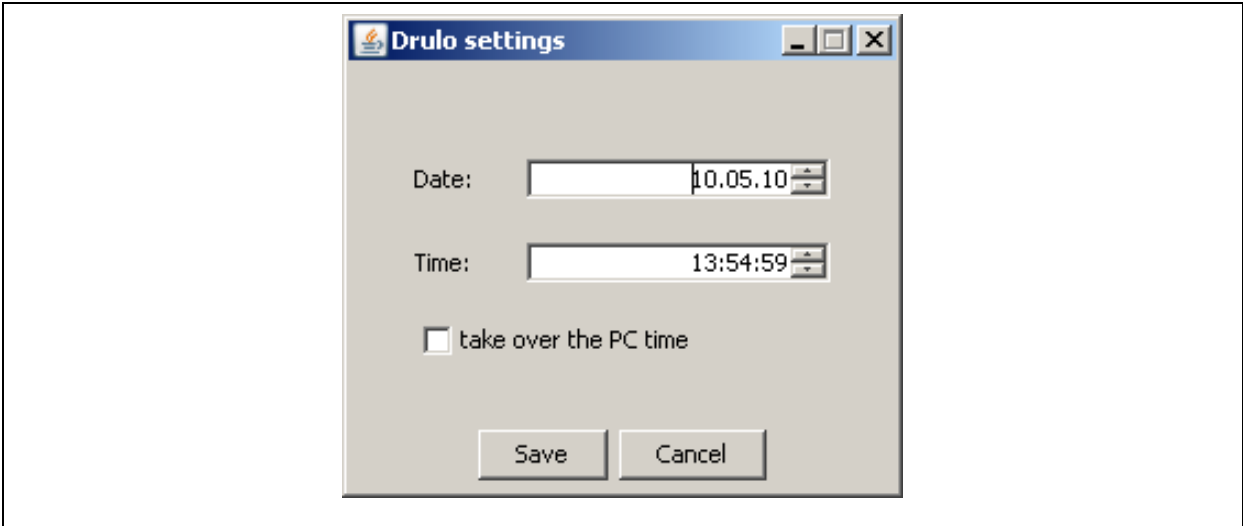 Drulo settings
Date: 10.05.10
Time: 13:54:59
take over the PC time
Save Cancel